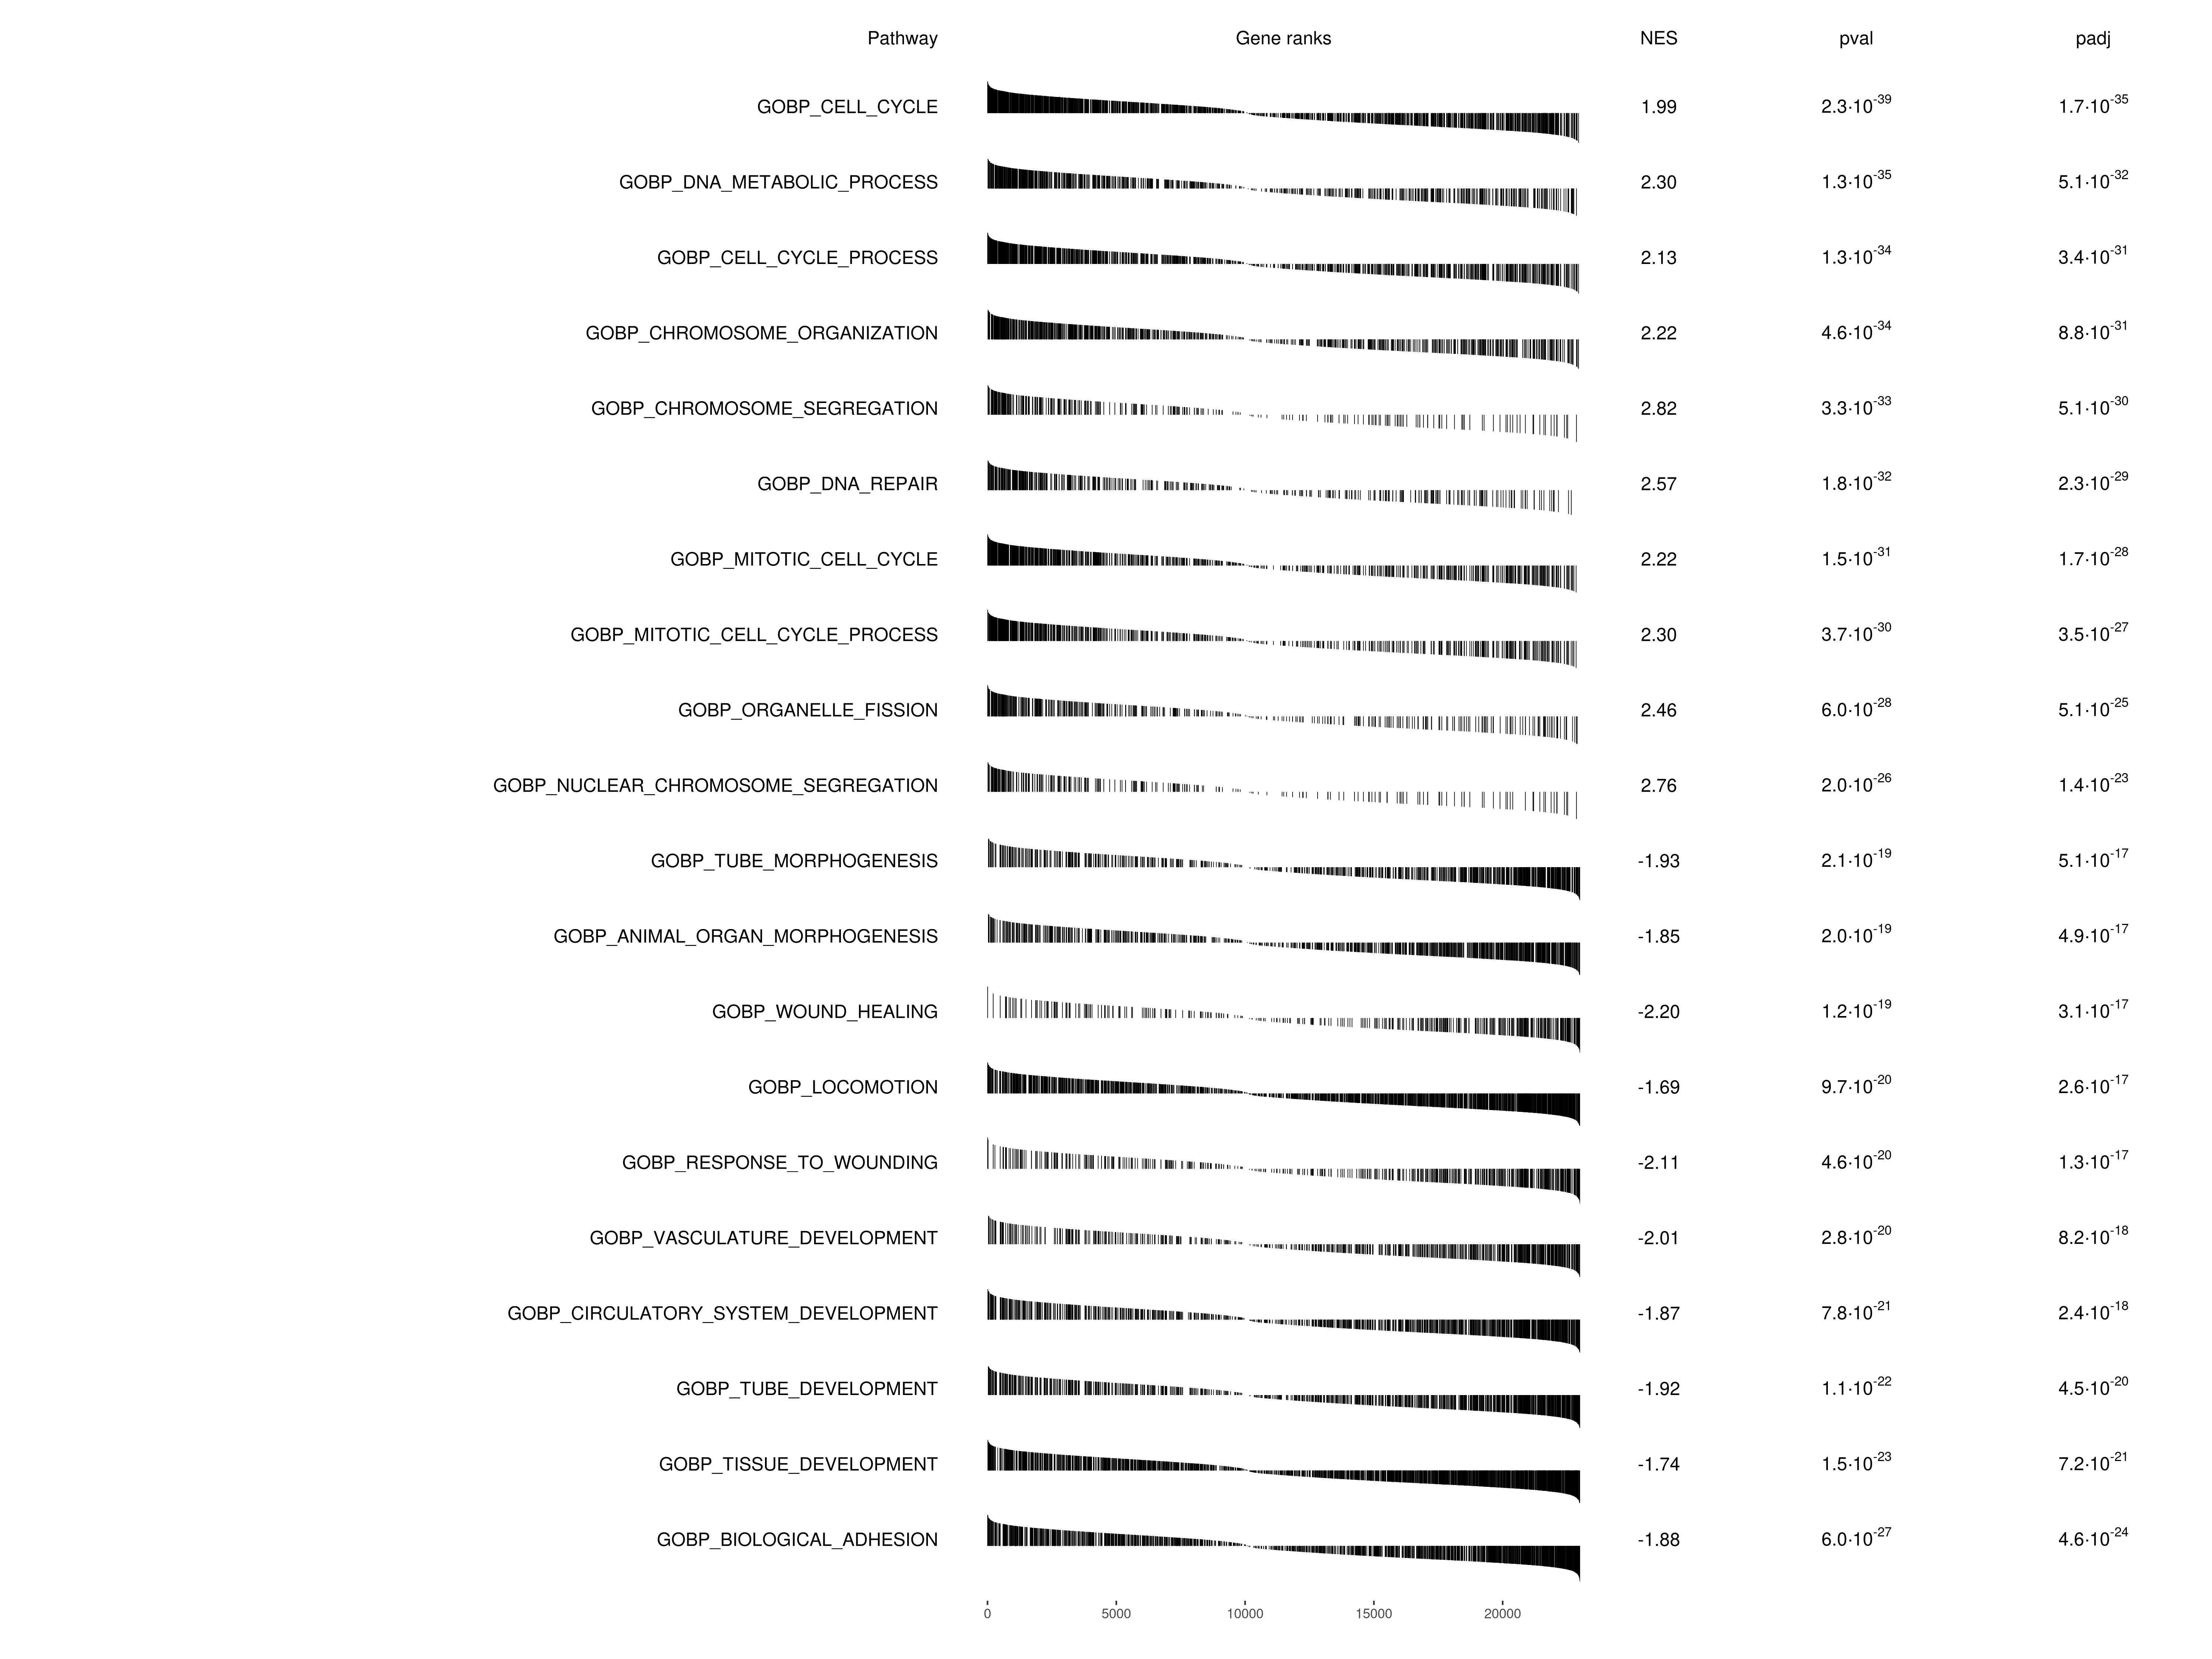 Pathway Gene ranks NES pval padj
GOBP_CELL_CYCLE 1.99 2.3·10⁻³⁹ 1.7·10⁻³⁵
GOBP_DNA_METABOLIC_PROCESS 2.30 1.3·10⁻³⁵ 5.1·10⁻³²
GOBP_CELL_CYCLE_PROCESS 2.13 1.3·10⁻³⁴ 3.4·10⁻³¹
GOBP_CHROMOSOME_ORGANIZATION 2.22 4.6·10⁻³⁴ 8.8·10⁻³¹
GOBP_CHROMOSOME_SEGREGATION 2.82 3.3·10⁻³³ 5.1·10⁻³⁰
GOBP_DNA_REPAIR 2.57 1.8·10⁻³² 2.3·10⁻²⁹
GOBP_MITOTIC_CELL_CYCLE 2.22 1.5·10⁻³¹ 1.7·10⁻²⁸
GOBP_MITOTIC_CELL_CYCLE_PROCESS 2.30 3.7·10⁻³⁰ 3.5·10⁻²⁷
GOBP_ORGANELLE_FISSION 2.46 6.0·10⁻²⁸ 5.1·10⁻²⁵
GOBP_NUCLEAR_CHROMOSOME_SEGREGATION 2.76 2.0·10⁻²⁶ 1.4·10⁻²³
GOBP_TUBE_MORPHOGENESIS -1.93 2.1·10⁻¹⁹ 5.1·10⁻¹⁷
GOBP_ANIMAL_ORGAN_MORPHOGENESIS -1.85 2.0·10⁻¹⁹ 4.9·10⁻¹⁷
GOBP_WOUND_HEALING -2.20 1.2·10⁻¹⁹ 3.1·10⁻¹⁷
GOBP_LOCOMOTION -1.69 9.7·10⁻²⁰ 2.6·10⁻¹⁷
GOBP_RESPONSE_TO_WOUNDING -2.11 4.6·10⁻²⁰ 1.3·10⁻¹⁷
GOBP_VASCULATURE_DEVELOPMENT -2.01 2.8·10⁻²⁰ 8.2·10⁻¹⁸
GOBP_CIRCULATORY_SYSTEM_DEVELOPMENT -1.87 7.8·10⁻²¹ 2.4·10⁻¹⁸
GOBP_TUBE_DEVELOPMENT -1.92 1.1·10⁻²² 4.5·10⁻²⁰
GOBP_TISSUE_DEVELOPMENT -1.74 1.5·10⁻²³ 7.2·10⁻²¹
GOBP_BIOLOGICAL_ADHESION -1.88 6.0·10⁻²⁷ 4.6·10⁻²⁴
0 5000 10000 15000 20000